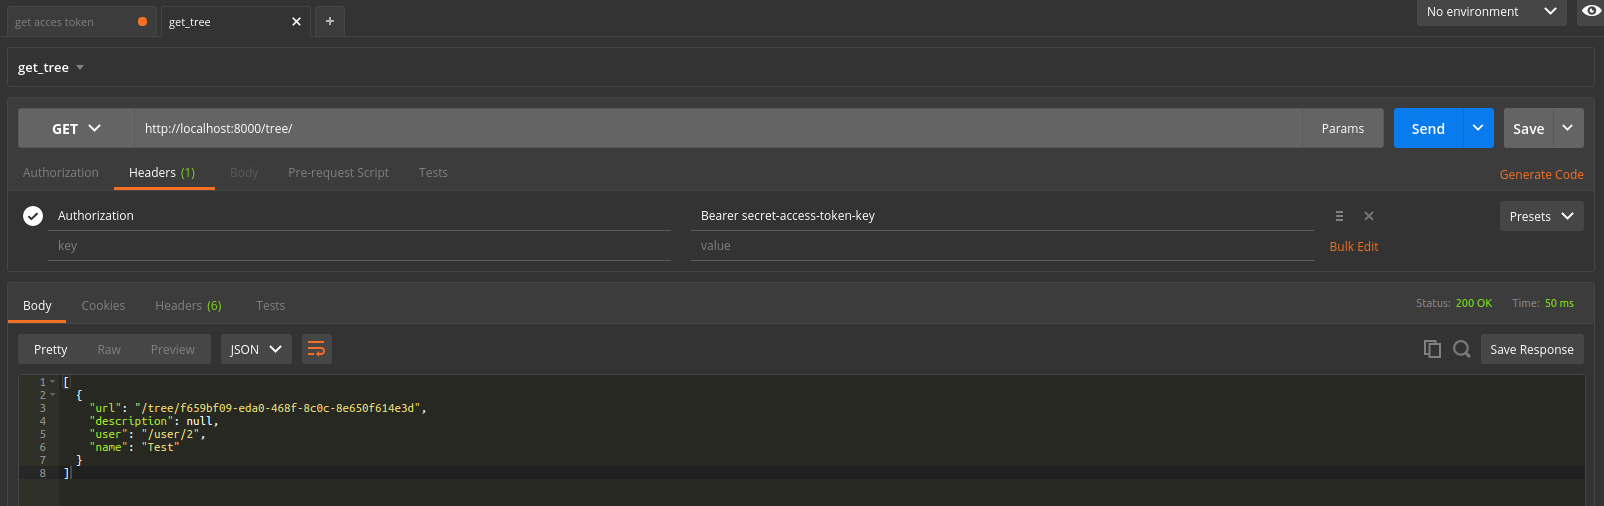 get acces token
get_tree
+
No environment
get_tree
GET
http://localhost:8000/tree/
Params
Send
Save
Authorization
Headers (1)
Body
Pre-request Script
Tests
Generate Code
Authorization
Bearer secret-access-token-key
Presets
key
value
Bulk Edit
Body
Cookies
Headers (6)
Tests
Status: 200 OK
Time: 50 ms
Pretty
Raw
Preview
JSON
Save Response
1 [
2 {
3 "url": "/tree/f659bf09-eda0-468f-8c0c-8e650f614e3d",
4 "description": null,
5 "user": "/user/2",
6 "name": "Test"
7 }
8 ]